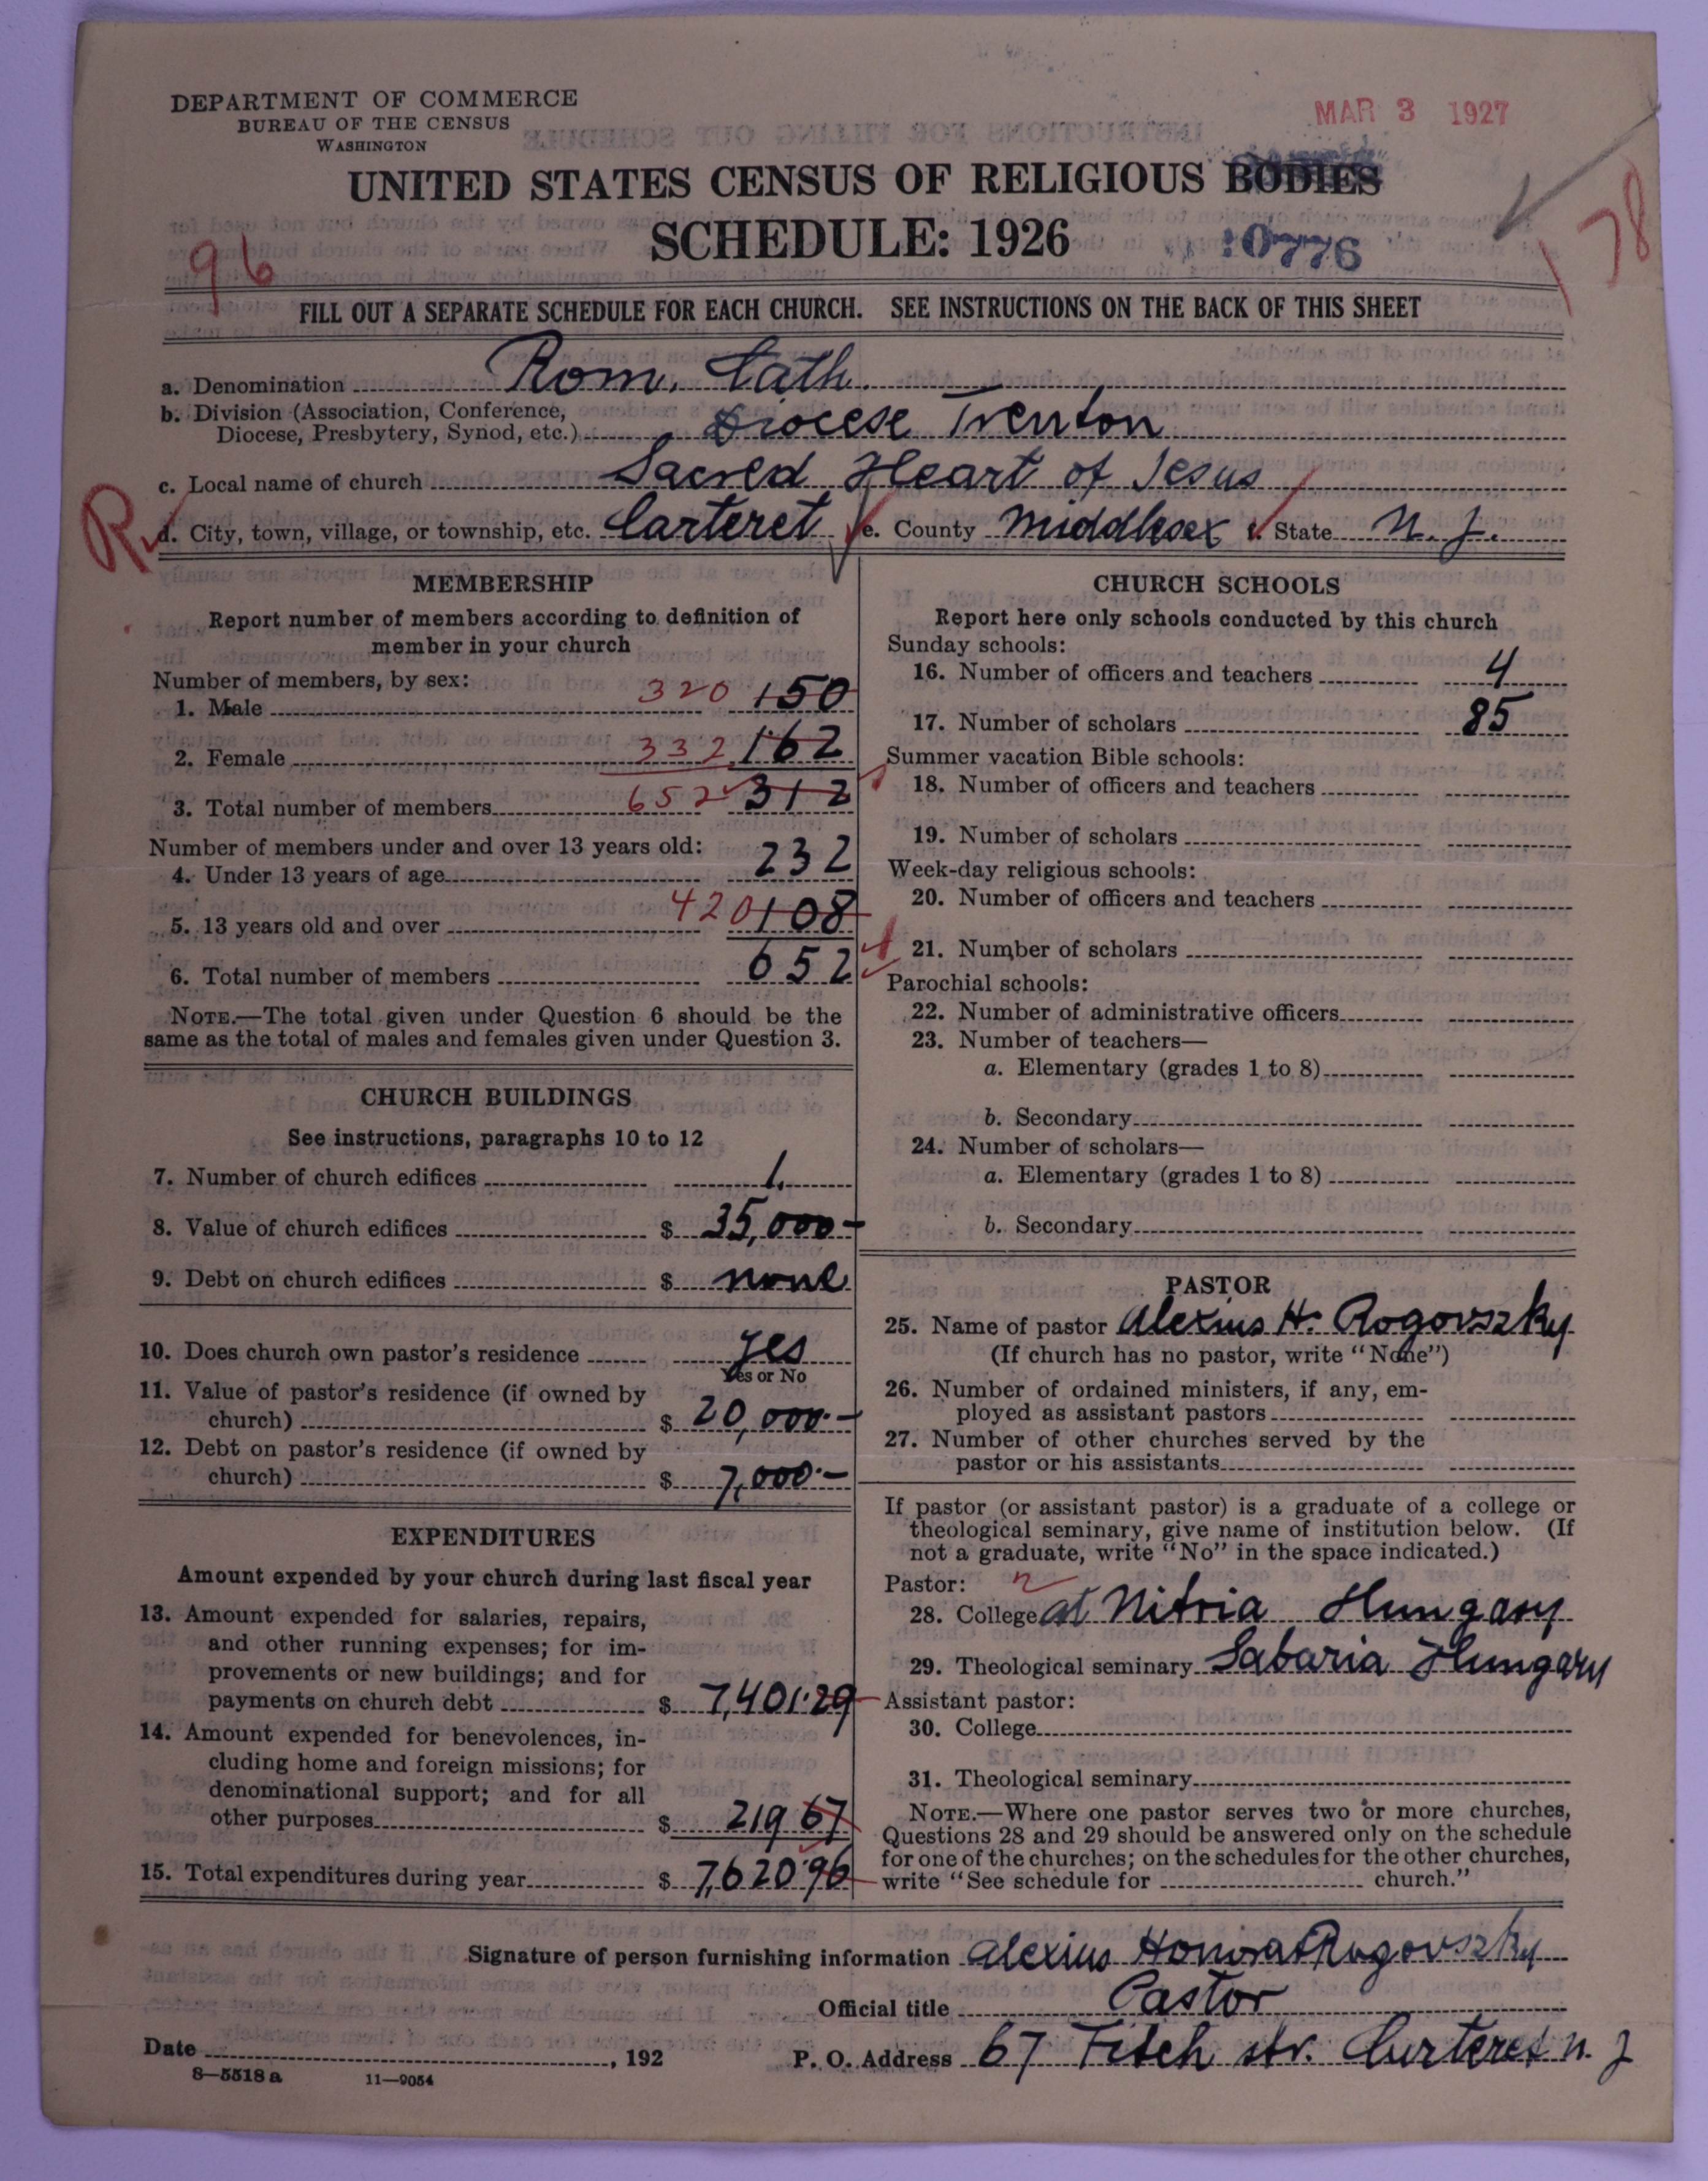 DEPARTMENT OF COMMERCE
BUREAU OF THE CENSUS
WASHINGTON
MAR 3 1927
UNITED STATES CENSUS OF RELIGIOUS BODIES
SCHEDULE: 1926
:0776
96
78
FILL OUT A SEPARATE SCHEDULE FOR EACH CHURCH. SEE INSTRUCTIONS ON THE BACK OF THIS SHEET
a. Denomination Rom. Cath.
b. Division (Association, Conference,
Diocese, Presbytery, Synod, etc.) Diocese Trenton
c. Local name of church Sacred Heart of Jesus
R d. City, town, village, or township, etc. Carteret e. County Middlesex f. State N. J.
MEMBERSHIP
Report number of members according to definition of
member in your church
Number of members, by sex:
1. Male 320 150
2. Female 332 162
3. Total number of members 652 312
Number of members under and over 13 years old:
4. Under 13 years of age 232
5. 13 years old and over 420 108
6. Total number of members 652
NOTE.—The total given under Question 6 should be the
same as the total of males and females given under Question 3.
CHURCH BUILDINGS
See instructions, paragraphs 10 to 12
7. Number of church edifices 1.
8. Value of church edifices $ 35,000-
9. Debt on church edifices $ none
10. Does church own pastor's residence yes
Yes or No
11. Value of pastor's residence (if owned by
church) $ 20,000.-
12. Debt on pastor's residence (if owned by
church) $ 7,000.-
EXPENDITURES
Amount expended by your church during last fiscal year
13. Amount expended for salaries, repairs,
and other running expenses; for im-
provements or new buildings; and for
payments on church debt $ 7,401.29
14. Amount expended for benevolences, in-
cluding home and foreign missions; for
denominational support; and for all
other purposes $ 219 67
15. Total expenditures during year $ 7,620.96
CHURCH SCHOOLS
Report here only schools conducted by this church
Sunday schools:
16. Number of officers and teachers 4
17. Number of scholars 85
Summer vacation Bible schools:
18. Number of officers and teachers
19. Number of scholars
Week-day religious schools:
20. Number of officers and teachers
21. Number of scholars
Parochial schools:
22. Number of administrative officers
23. Number of teachers—
a. Elementary (grades 1 to 8)
b. Secondary
24. Number of scholars—
a. Elementary (grades 1 to 8)
b. Secondary
PASTOR
25. Name of pastor Alexius H. Rogovszky
(If church has no pastor, write "None")
26. Number of ordained ministers, if any, em-
ployed as assistant pastors
27. Number of other churches served by the
pastor or his assistants
If pastor (or assistant pastor) is a graduate of a college or
theological seminary, give name of institution below. (If
not a graduate, write "No" in the space indicated.)
Pastor:
28. College at Nitria Hungary
29. Theological seminary Sabaria Hungary
Assistant pastor:
30. College
31. Theological seminary
NOTE.—Where one pastor serves two or more churches,
Questions 28 and 29 should be answered only on the schedule
for one of the churches; on the schedules for the other churches,
write "See schedule for church."
Signature of person furnishing information Alexius Rogovszky
Official title Pastor
Date , 192 P. O. Address 67 Fitch str. Carteret N. J
8—5518 a 11—9054